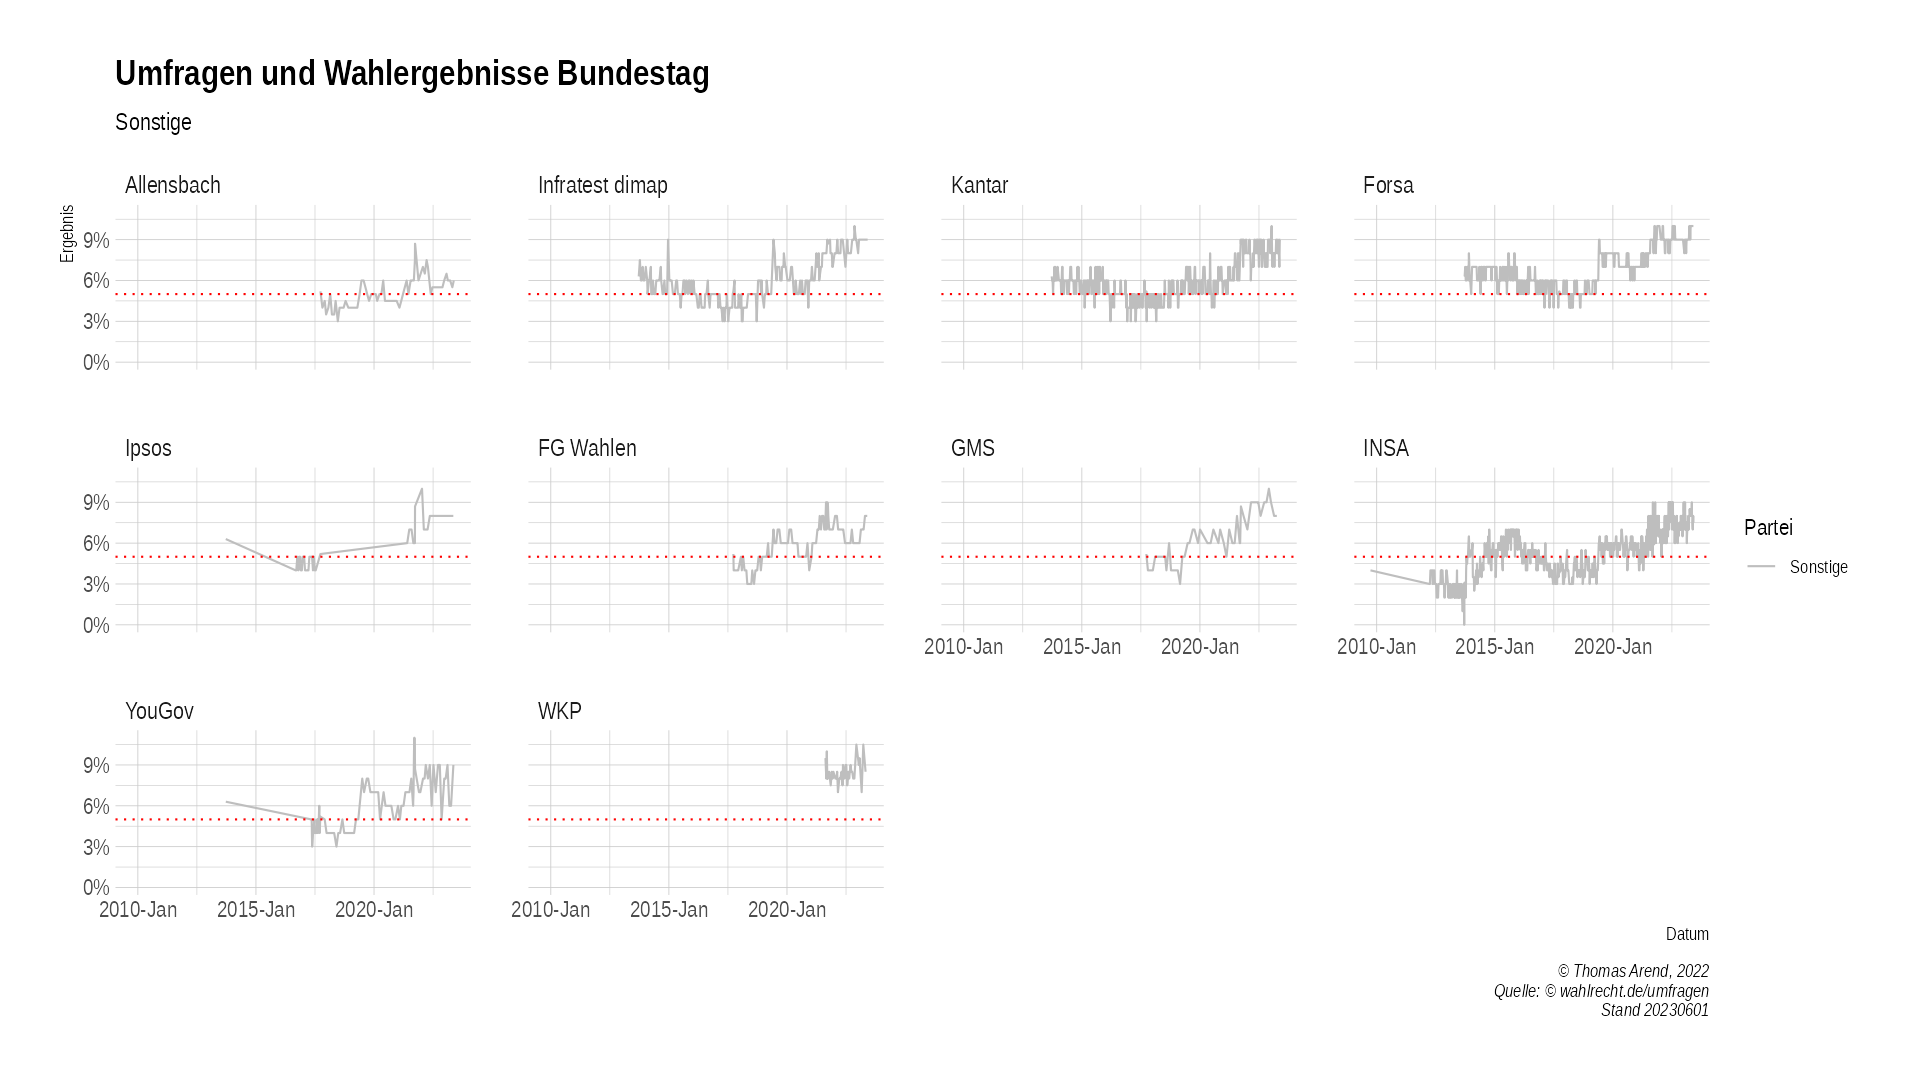 Umfragen und Wahlergebnisse Bundestag
Sonstige
Allensbach
Infratest dimap
Kantar
Forsa
Ergebnis
9%
6%
3%
0%
Ipsos
FG Wahlen
GMS
INSA
9%
6%
3%
0%
2010-Jan
2015-Jan
2020-Jan
2010-Jan
2015-Jan
2020-Jan
Partei
Sonstige
YouGov
WKP
9%
6%
3%
0%
2010-Jan
2015-Jan
2020-Jan
2010-Jan
2015-Jan
2020-Jan
Datum
© Thomas Arend, 2022
Quelle: © wahlrecht.de/umfragen
Stand 20230601